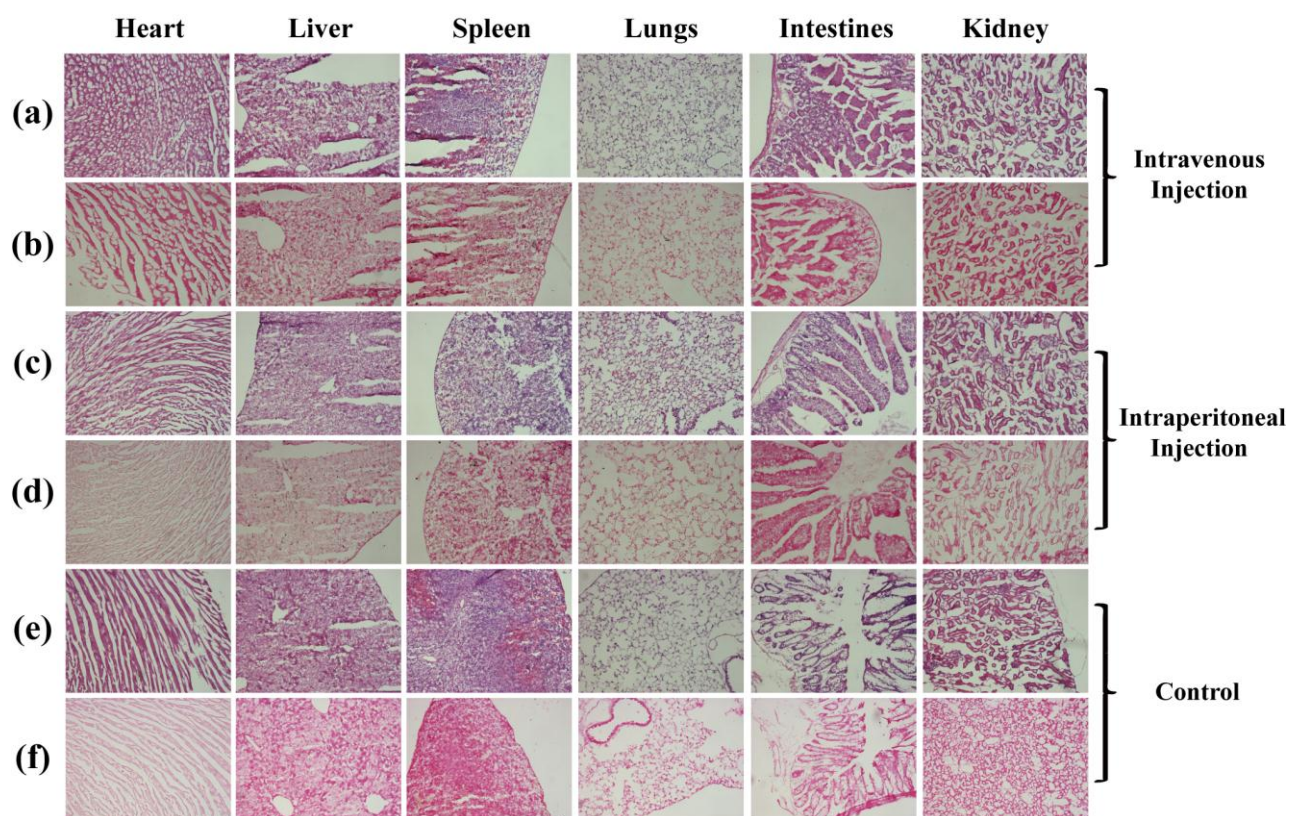 Heart Liver Spleen Lungs Intestines Kidney
(a)
(b)
Intravenous
Injection
(c)
(d)
Intraperitoneal
Injection
(e)
(f)
Control